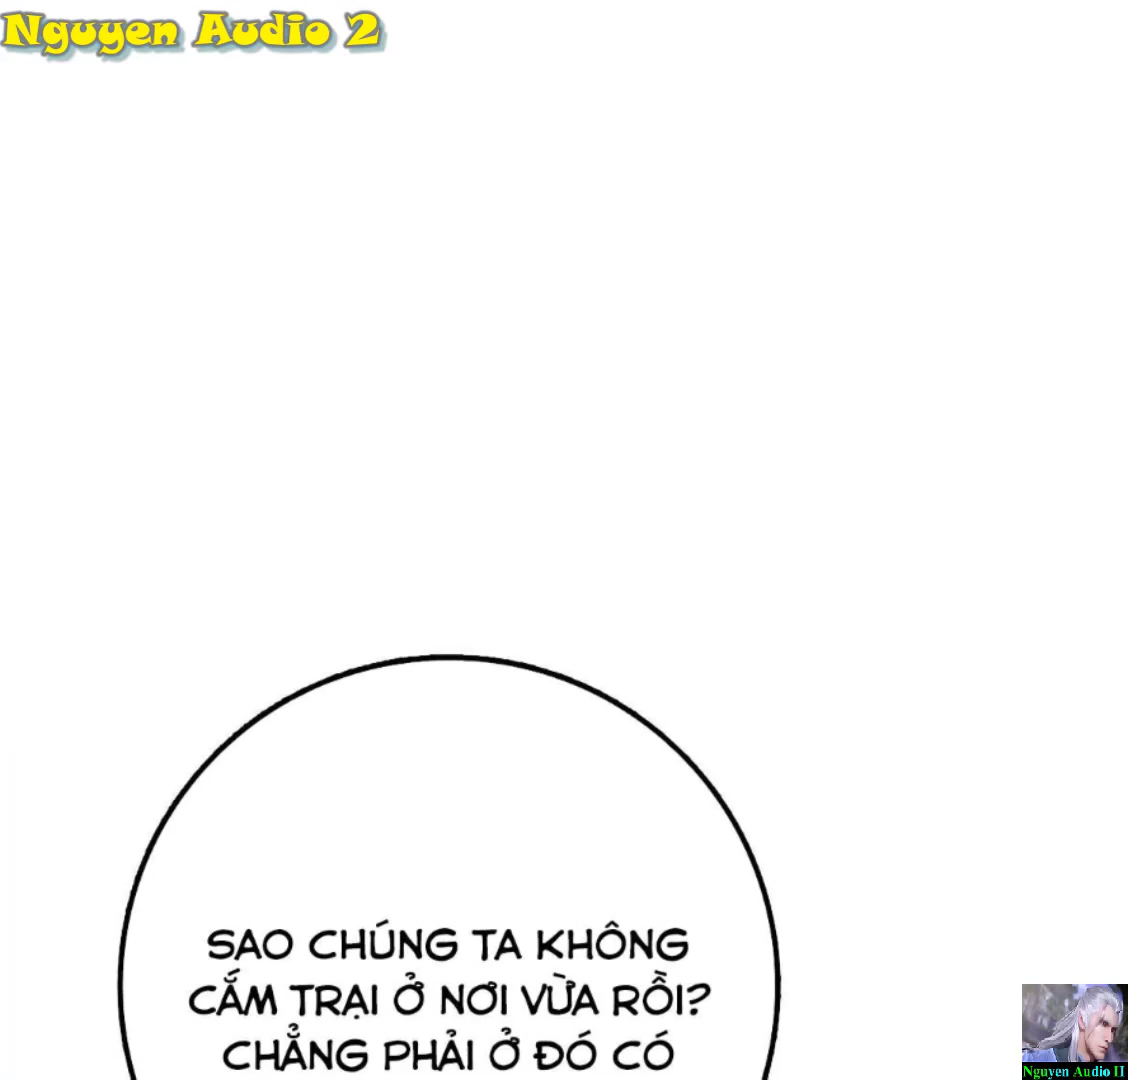 Nguyen Audio 2
SAO CHÚNG TA KHÔNG
CẮM TRẠI Ở NƠI VỪA RỒI?
CHẲNG PHẢI Ở ĐÓ CÓ
Nguyen Audio II